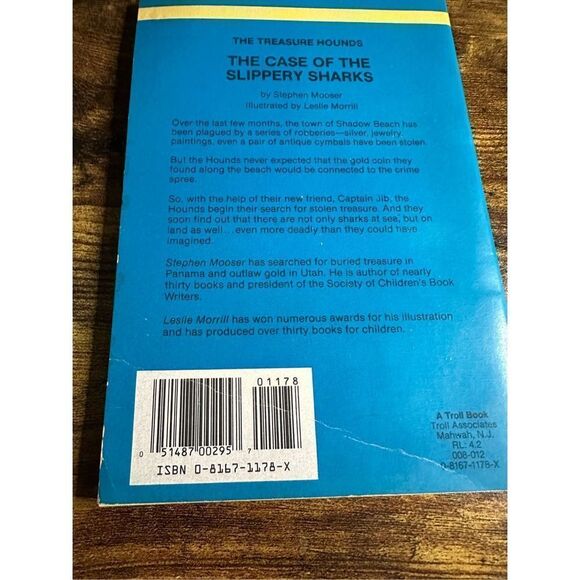 THE TREASURE HOUNDS
THE CASE OF THE
SLIPPERY SHARKS
by Stephen Mooser
Illustrated by Leslie Morrill
Over the last few months, the town of Shadow Beach has
been plagued by a series of robberies—silver, jewelry,
paintings, even a pair of antique cymbals have been stolen.
But the Hounds never expected that the gold coin they
found along the beach would be connected to the crime
spree.
So, with the help of their new friend, Captain Jib, the
Hounds begin their search for stolen treasure. And they
soon find out that there are not only sharks at sea, but on
land as well... even more deadly than they could have
imagined.
Stephen Mooser has searched for buried treasure in
Panama and outlaw gold in Utah. He is author of nearly
thirty books and president of the Society of Children's Book
Writers.
Leslie Morrill has won numerous awards for his illustration
and has produced over thirty books for children.
01178
0 51487 00295 7
ISBN 0-8167-1178-X
A Troll Book
Troll Associates
Mahwah, N.J.
RL: 4.2
008-012
0-8167-1178-X